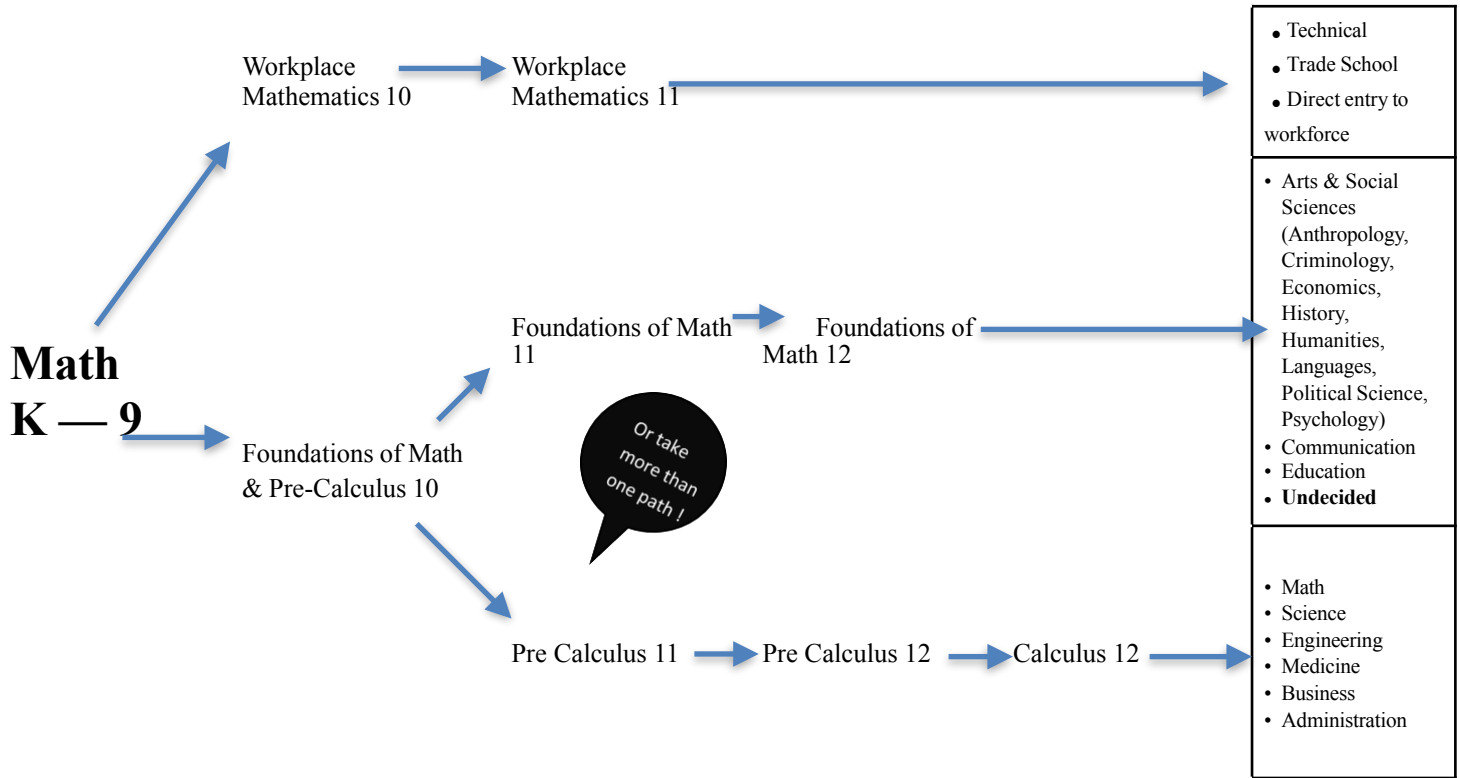 Workplace
Mathematics 10
Workplace
Mathematics 11
• Technical
• Trade School
• Direct entry to
workforce
Math
K — 9
Foundations of Math
& Pre-Calculus 10
Foundations of Math
11
Foundations of
Math 12
• Arts & Social
Sciences
(Anthropology,
Criminology,
Economics,
History,
Humanities,
Languages,
Political Science,
Psychology)
• Communication
• Education
• Undecided
Or take
more than
one path !
Pre Calculus 11
Pre Calculus 12
Calculus 12
• Math
• Science
• Engineering
• Medicine
• Business
• Administration